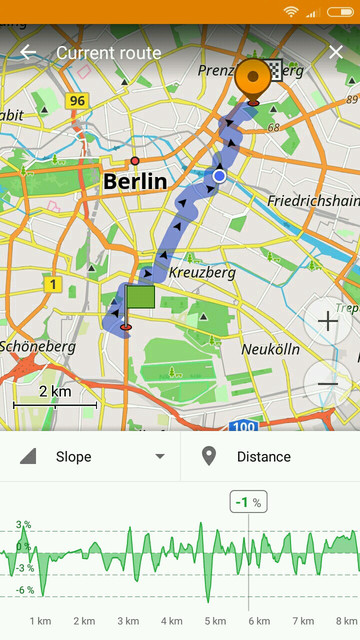 Current route
Prenz erg
96
89
abit
68
Berlin
Friedrichshain
1
Kreuzberg
Trep
Schöneberg
Neukölln
2 km
100
Slope
Distance
-1 %
3 %
0 %
-3 %
-6 %
1 km 2 km 3 km 4 km 5 km 6 km 7 km 8 km